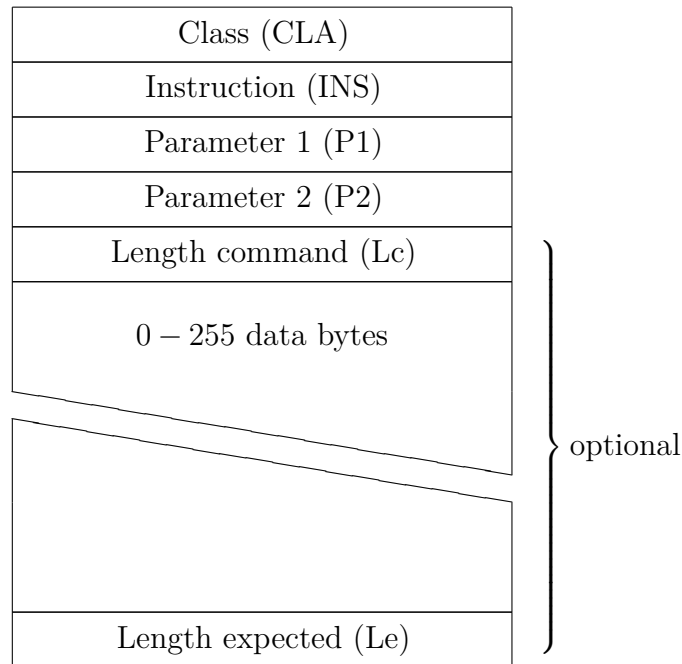 Class (CLA)
Instruction (INS)
Parameter 1 (P1)
Parameter 2 (P2)
Length command (Lc)
0 – 255 data bytes
optional
Length expected (Le)